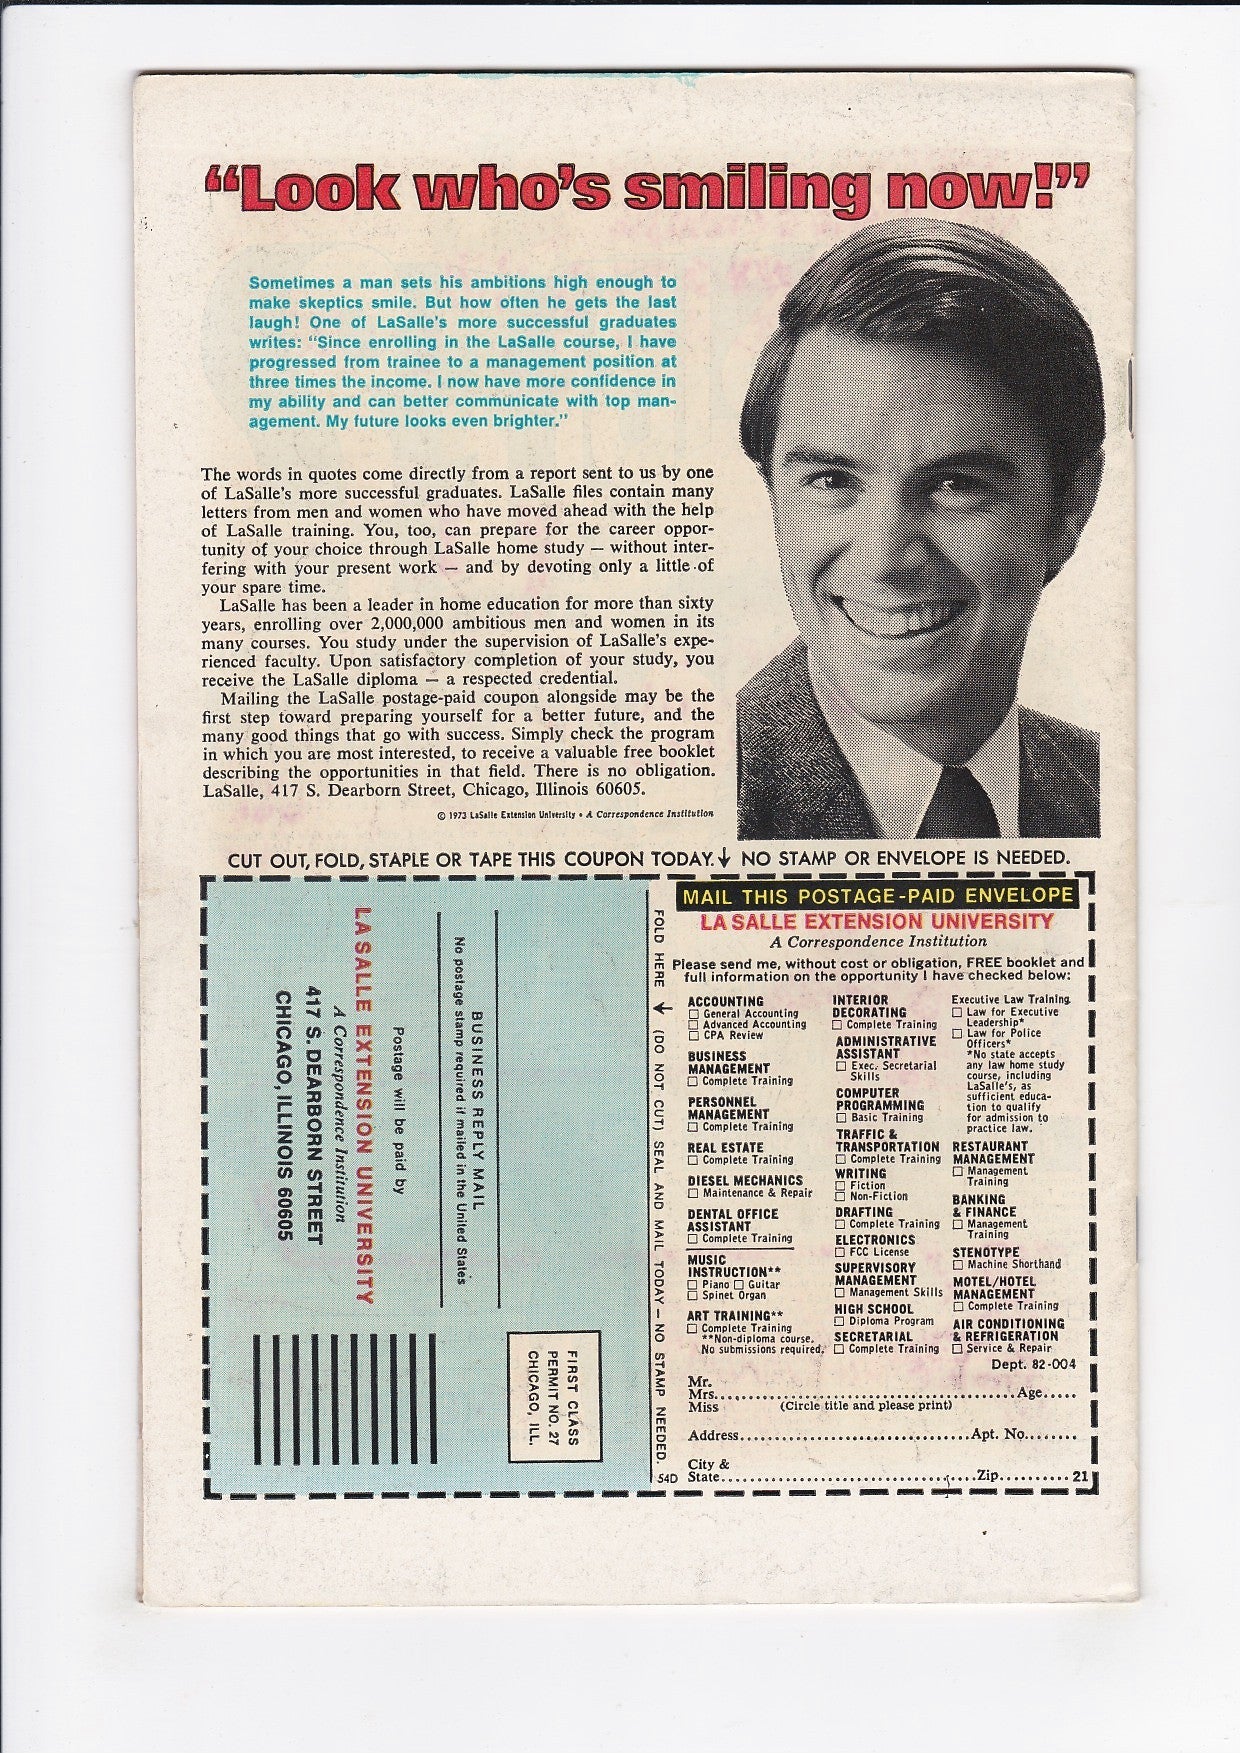 “Look who's smiling now!”
Sometimes a man sets his ambitions high enough to
make skeptics smile. But how often he gets the last
laugh! One of LaSalle's more successful graduates
writes: “Since enrolling in the LaSalle course, I have
progressed from trainee to a management position at
three times the income. I now have more confidence in
my ability and can better communicate with top man-
agement. My future looks even brighter.”
The words in quotes come directly from a report sent to us by one
of LaSalle's more successful graduates. LaSalle files contain many
letters from men and women who have moved ahead with the help
of LaSalle training. You, too, can prepare for the career oppor-
tunity of your choice through LaSalle home study — without inter-
fering with your present work — and by devoting only a little of
your spare time.
LaSalle has been a leader in home education for more than sixty
years, enrolling over 2,000,000 ambitious men and women in its
many courses. You study under the supervision of LaSalle's expe-
rienced faculty. Upon satisfactory completion of your study, you
receive the LaSalle diploma — a respected credential.
Mailing the LaSalle postage-paid coupon alongside may be the
first step toward preparing yourself for a better future, and the
many good things that go with success. Simply check the program
in which you are most interested, to receive a valuable free booklet
describing the opportunities in that field. There is no obligation.
LaSalle, 417 S. Dearborn Street, Chicago, Illinois 60605.
© 1973 LaSalle Extension University • A Correspondence Institution
CUT OUT, FOLD, STAPLE OR TAPE THIS COUPON TODAY.↓ NO STAMP OR ENVELOPE IS NEEDED.
FIRST CLASS
PERMIT NO. 27
CHICAGO, ILL.
BUSINESS REPLY MAIL
No postage stamp required if mailed in the United States
Postage will be paid by
LA SALLE EXTENSION UNIVERSITY
A Correspondence Institution
417 S. DEARBORN STREET
CHICAGO, ILLINOIS 60605
FOLD HERE ↓ (DO NOT CUT) SEAL AND MAIL TODAY—NO STAMP NEEDED.
54D
MAIL THIS POSTAGE-PAID ENVELOPE
LA SALLE EXTENSION UNIVERSITY
A Correspondence Institution
Please send me, without cost or obligation, FREE booklet and
full information on the opportunity I have checked below:
ACCOUNTING
☐ General Accounting
☐ Advanced Accounting
☐ CPA Review
BUSINESS
MANAGEMENT
☐ Complete Training
PERSONNEL
MANAGEMENT
☐ Complete Training
REAL ESTATE
☐ Complete Training
DIESEL MECHANICS
☐ Maintenance & Repair
DENTAL OFFICE
ASSISTANT
☐ Complete Training
MUSIC
INSTRUCTION**
☐ Piano ☐ Guitar
☐ Spinet Organ
ART TRAINING**
☐ Complete Training
**Non-diploma course.
No submissions required.
INTERIOR
DECORATING
☐ Complete Training
ADMINISTRATIVE
ASSISTANT
☐ Exec. Secretarial
Skills
COMPUTER
PROGRAMMING
☐ Basic Training
TRAFFIC &
TRANSPORTATION
☐ Complete Training
WRITING
☐ Fiction
☐ Non-Fiction
DRAFTING
☐ Complete Training
ELECTRONICS
☐ FCC License
SUPERVISORY
MANAGEMENT
☐ Management Skills
HIGH SCHOOL
☐ Diploma Program
SECRETARIAL
☐ Complete Training
Executive Law Training
☐ Law for Executive
Leadership*
☐ Law for Police
Officers*
*No state accepts
any law home study
course, including
LaSalle's, as
sufficient educa-
tion to qualify
for admission to
practice law.
RESTAURANT
MANAGEMENT
☐ Management
Training
BANKING
& FINANCE
☐ Management
Training
STENOTYPE
☐ Machine Shorthand
MOTEL/HOTEL
MANAGEMENT
☐ Complete Training
AIR CONDITIONING
& REFRIGERATION
☐ Service & Repair
Dept. 82-004
Mr.
Mrs.......................................Age.....
Miss (Circle title and please print)
Address.................................Apt. No........
City &
State....................................Zip.......... 21